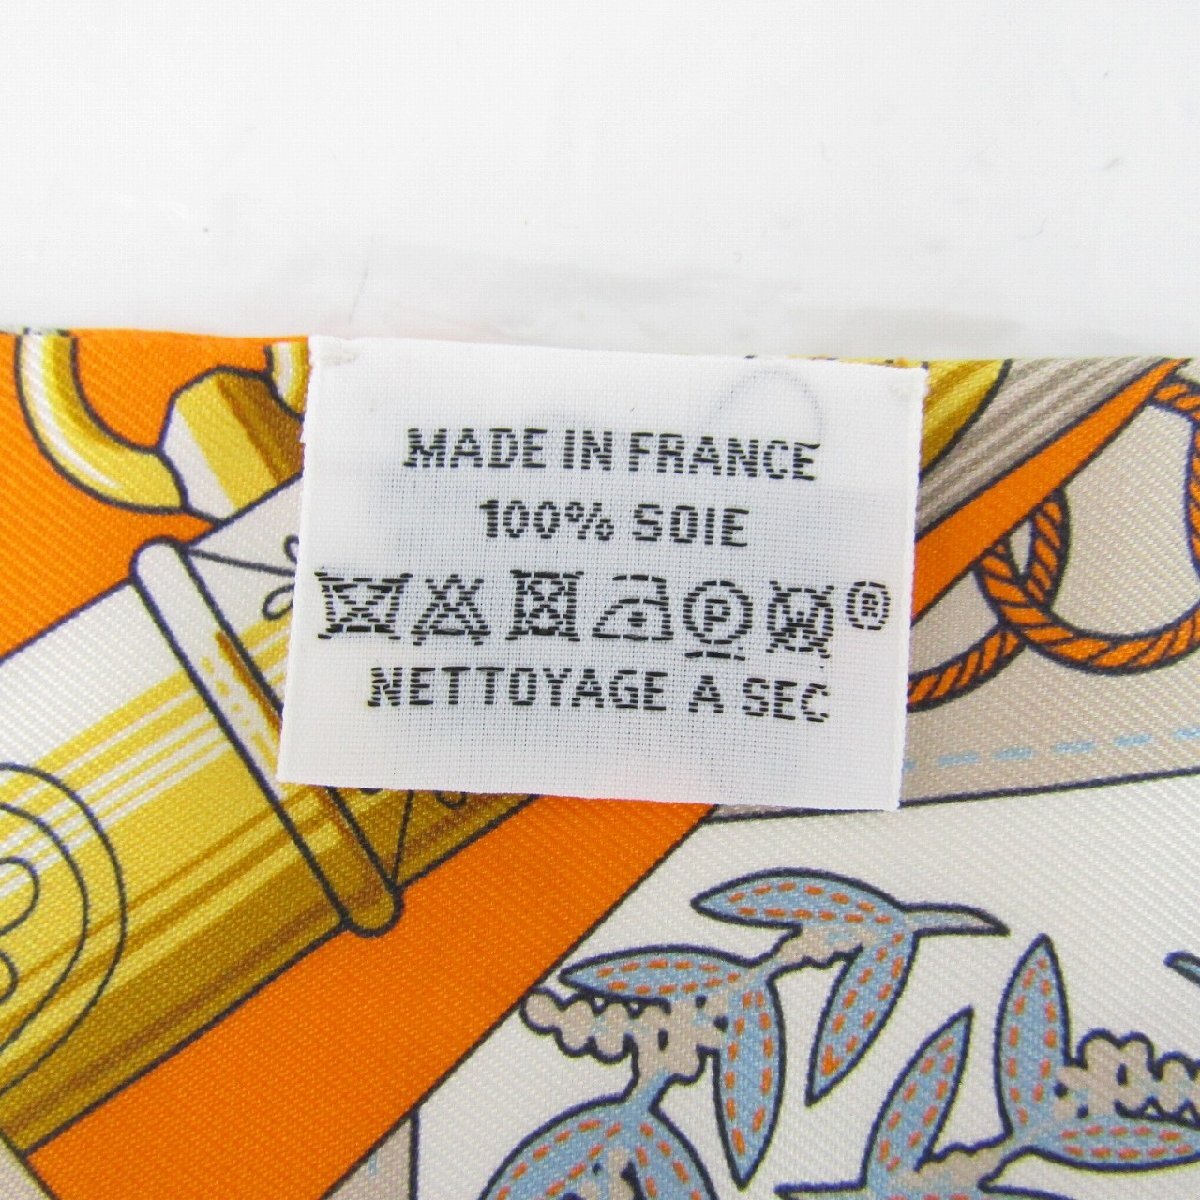 MADE IN FRANCE
100% SOIE
P ®
NETTOYAGE A SEC